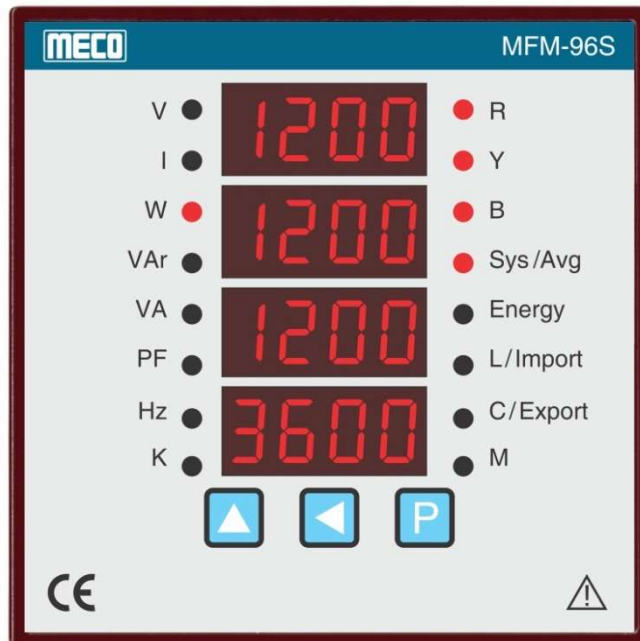 MECO MFM-96S
V 1200 R
I Y
W 1200 B
VAr Sys/Avg
VA 1200 Energy
PF L/Import
Hz 3600 C/Export
K M
P
CE